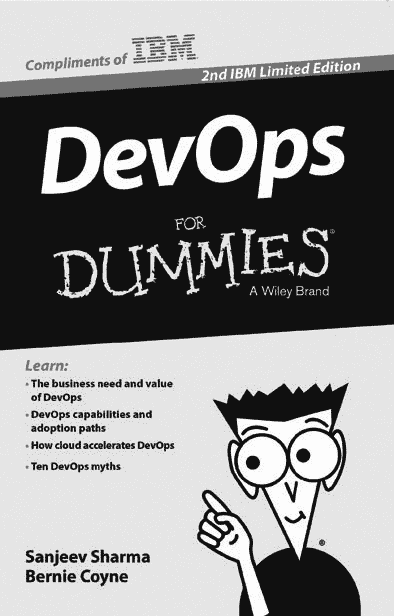 Compliments of IBM
2nd IBM Limited Edition
DevOps
FOR
DUMMIES®
A Wiley Brand
Learn:
• The business need and value
of DevOps
• DevOps capabilities and
adoption paths
• How cloud accelerates DevOps
• Ten DevOps myths
®
Sanjeev Sharma
Bernie Coyne